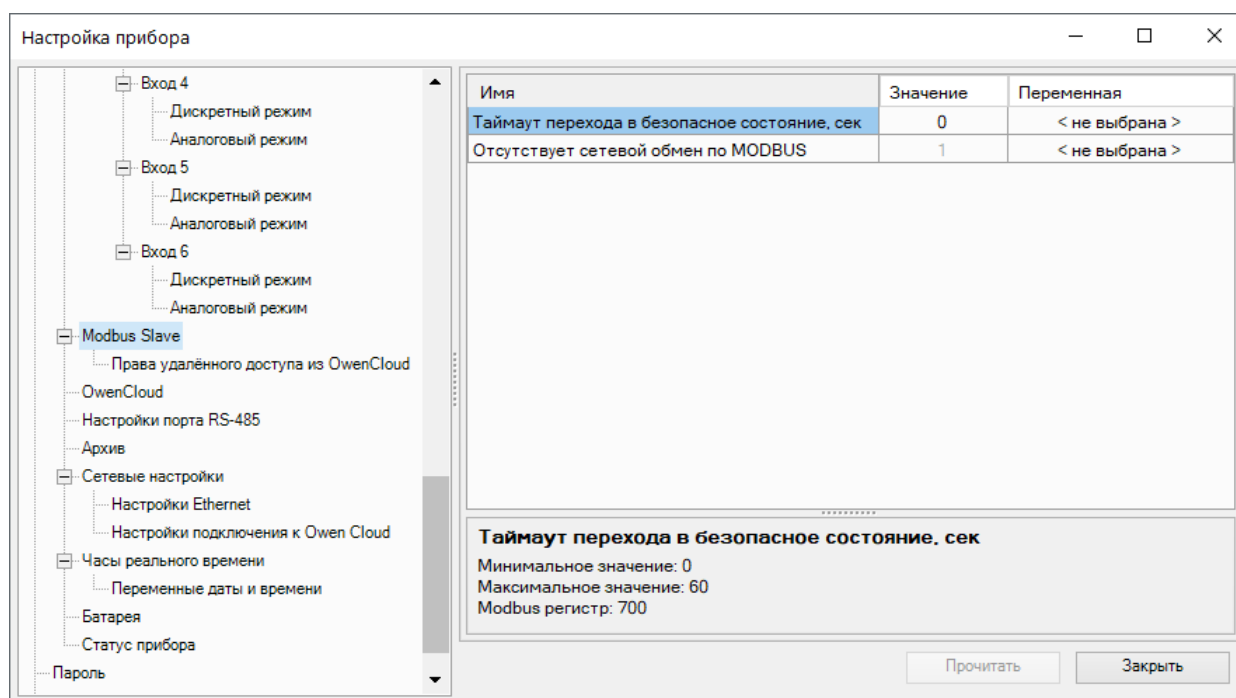 Настройка прибора
Вход 4
Дискретный режим
Аналоговый режим
Вход 5
Дискретный режим
Аналоговый режим
Вход 6
Дискретный режим
Аналоговый режим
Modbus Slave
Права удалённого доступа из OwenCloud
OwenCloud
Настройки порта RS-485
Архив
Сетевые настройки
Настройки Ethernet
Настройки подключения к Owen Cloud
Часы реального времени
Переменные даты и времени
Батарея
Статус прибора
Пароль
Имя Значение Переменная
Таймаут перехода в безопасное состояние, сек 0 < не выбрана >
Отсутствует сетевой обмен по MODBUS 1 < не выбрана >
Таймаут перехода в безопасное состояние, сек
Минимальное значение: 0
Максимальное значение: 60
Modbus регистр: 700
Прочитать Закрыть